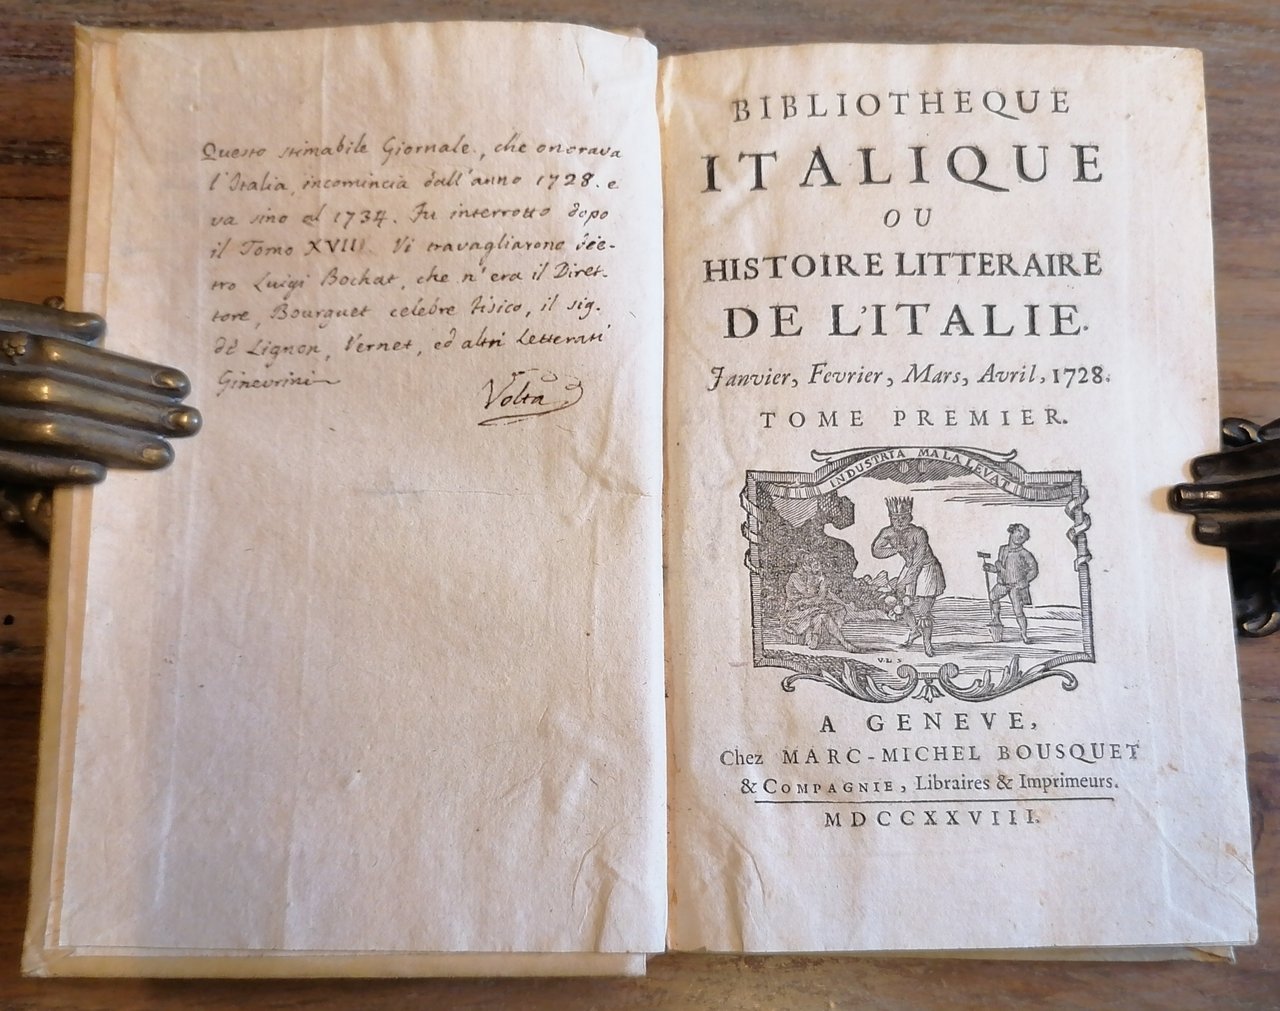 Questo stimabile Giornale, che onorava
l'Italia, incomincia dall'anno 1728. e
va sino al 1734. Fu interrotto dopo
il Tomo XVIII. Vi travagliarono die-
tro Luigi Bochat, che n'era il Diret-
tore, Bourguet celebre Fisico, il sig.
de Lignon, Vernet, ed altri Letterati
Ginevrini
Volta
BIBLIOTHEQUE
ITALIQUE
OU
HISTOIRE LITTERAIRE
DE L'ITALIE.
Janvier, Fevrier, Mars, Avril, 1728.
TOME PREMIER.
INDUSTRIA MALA LEVAT
V.L.S
A GENEVE,
Chez MARC-MICHEL BOUSQUET
& COMPAGNIE, Libraires & Imprimeurs.
MDCCXXVIII.